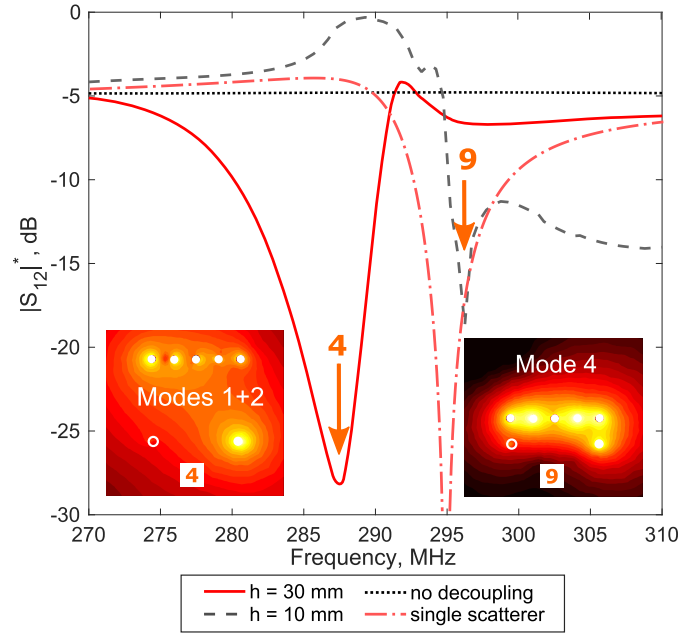 0
-5
-10
-15
-20
-25
-30
|S12|*, dB
9
4
Modes 1+2
4
Mode 4
9
270 275 280 285 290 295 300 305 310
Frequency, MHz
h = 30 mm no decoupling
h = 10 mm single scatterer